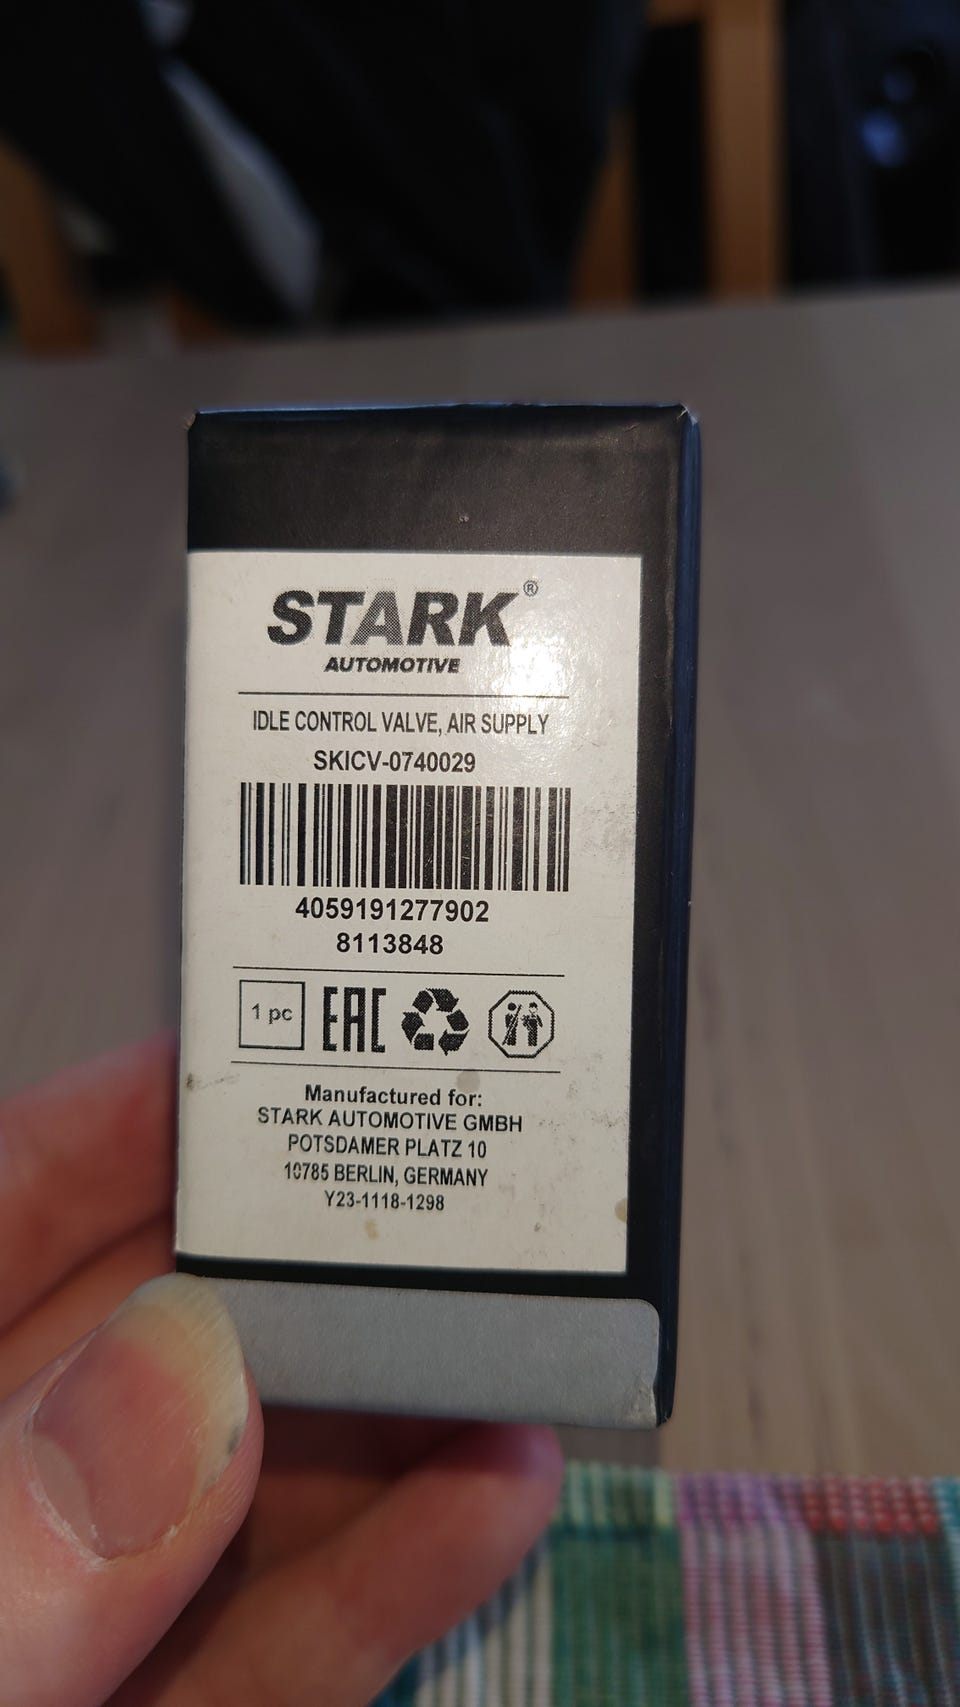 STARK®
AUTOMOTIVE
IDLE CONTROL VALVE, AIR SUPPLY
SKICV-0740029
4059191277902
8113848
1 pc EAC
Manufactured for:
STARK AUTOMOTIVE GMBH
POTSDAMER PLATZ 10
10785 BERLIN, GERMANY
Y23-1118-1298